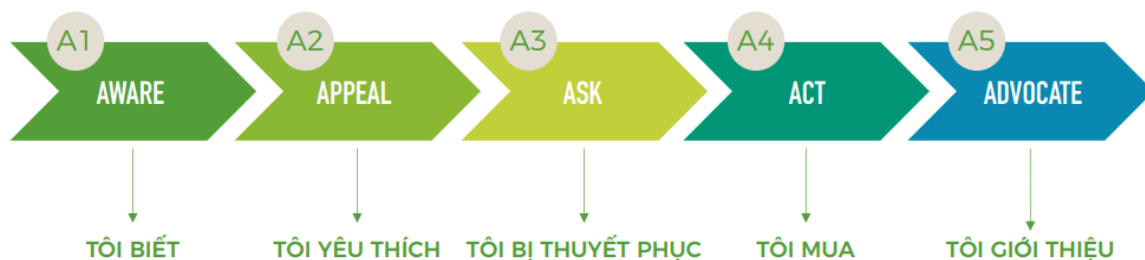 A1
A2
A3
A4
A5
AWARE
APPEAL
ASK
ACT
ADVOCATE
TÔI BIẾT
TÔI YÊU THÍCH
TÔI BỊ THUYẾT PHỤC
TÔI MUA
TÔI GIỚI THIỆU